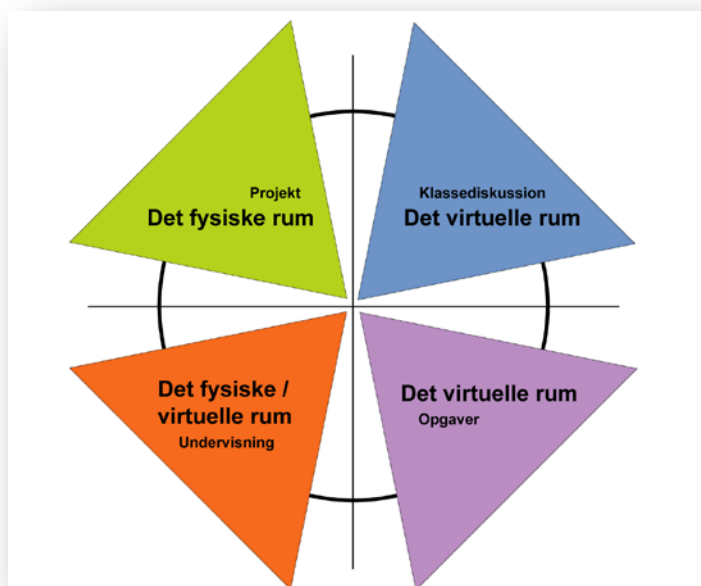 Projekt
Det fysiske rum
Klassediskussion
Det virtuelle rum
Det fysiske /
virtuelle rum
Undervisning
Det virtuelle rum
Opgaver